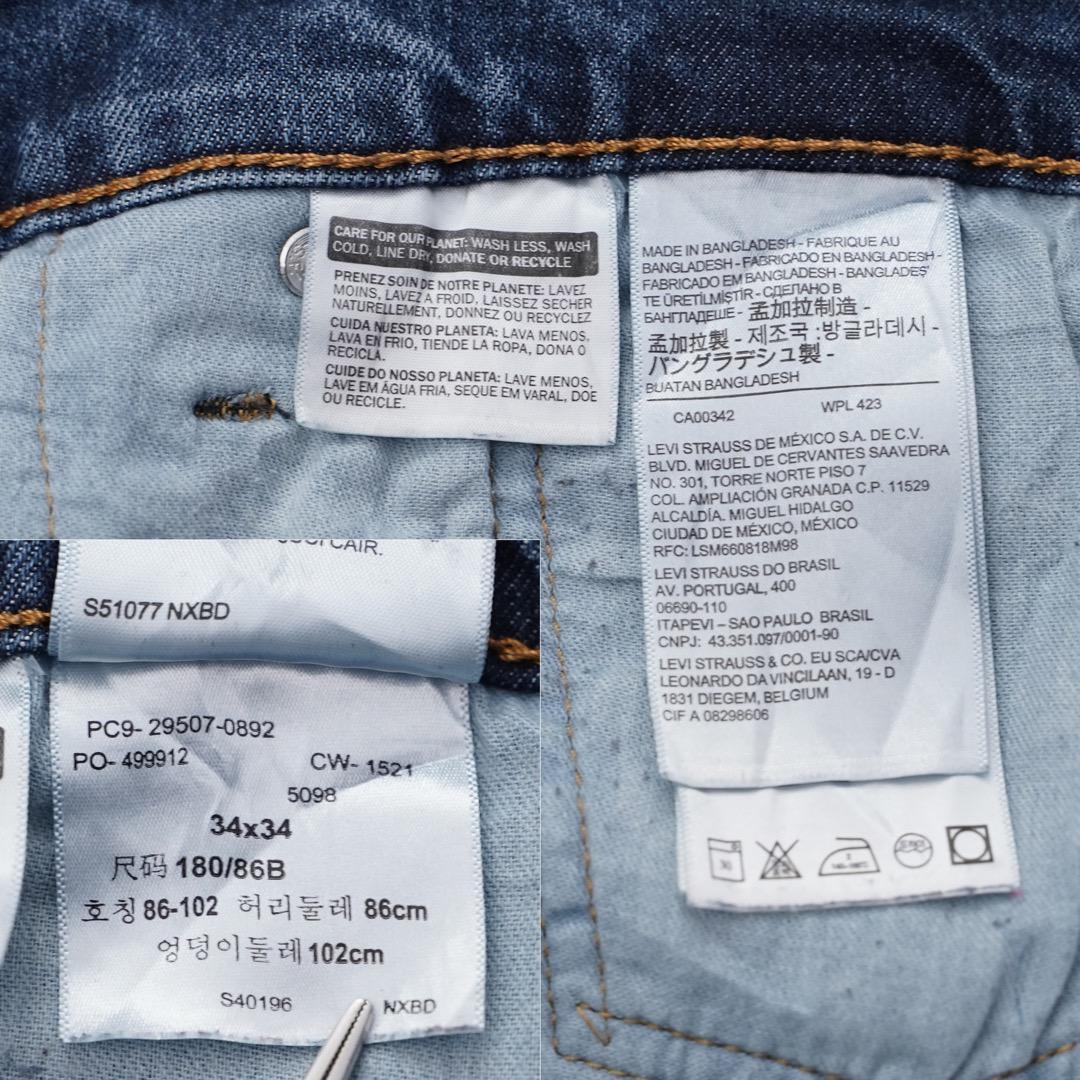 CARE FOR OUR PLANET: WASH LESS, WASH
COLD, LINE DRY, DONATE OR RECYCLE
PRENEZ SOIN DE NOTRE PLANETE: LAVEZ
MOINS, LAVEZ A FROID, LAISSEZ SECHER
NATURELLEMENT, DONNEZ OU RECYCLEZ
CUIDA NUESTRO PLANETA: LAVA MENOS,
LAVA EN FRIO, TIENDE LA ROPA, DONA O
RECICLA.
CUIDE DO NOSSO PLANETA: LAVE MENOS,
LAVE EM ÁGUA FRIA, SEQUE EM VARAL, DOE
OU RECICLE.
MADE IN BANGLADESH - FABRIQUE AU
BANGLADESH - FABRICADO EN BANGLADESH -
FABRICADO EM BANGLADESH - BANGLADEŞ'
TE ÜRETİLMİŞTİR - СДЕЛАНО В
БАНГЛАДЕШЕ - 孟加拉制造 -
孟加拉製 - 제조국 :방글라데시 -
バングラデシュ製 -
BUATAN BANGLADESH
CA00342 WPL 423
LEVI STRAUSS DE MÉXICO S.A. DE C.V.
BLVD. MIGUEL DE CERVANTES SAAVEDRA
NO. 301, TORRE NORTE PISO 7
COL. AMPLIACIÓN GRANADA C.P. 11529
ALCALDÍA. MIGUEL HIDALGO
CIUDAD DE MÉXICO, MÉXICO
RFC: LSM660818M98
LEVI STRAUSS DO BRASIL
AV. PORTUGAL, 400
06690-110
ITAPEVI – SAO PAULO BRASIL
CNPJ: 43.351.097/0001-90
LEVI STRAUSS & CO. EU SCA/CVA
LEONARDO DA VINCILAAN, 19 - D
1831 DIEGEM, BELGIUM
CIF A 08298606
S51077 NXBD
PC9- 29507-0892
PO- 499912 CW- 1521
5098
34x34
尺码 180/86B
호칭 86-102 허리둘레 86cm
엉덩이둘레 102cm
S40196 NXBD